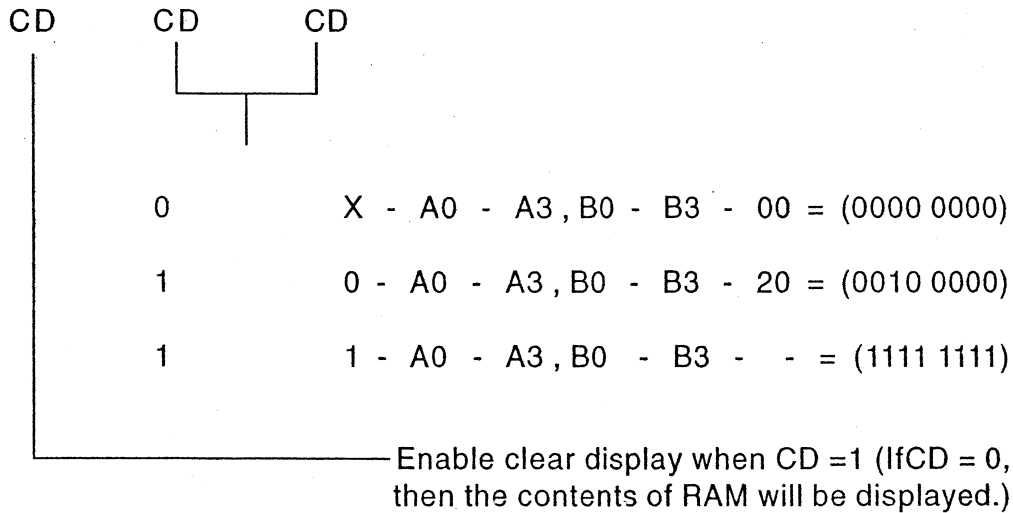 CD CD CD
0 X - A0 - A3 , B0 - B3 - 00 = (0000 0000)
1 0 - A0 - A3 , B0 - B3 - 20 = (0010 0000)
1 1 - A0 - A3 , B0 - B3 - - = (1111 1111)
Enable clear display when CD =1 (IfCD = 0,
then the contents of RAM will be displayed.)